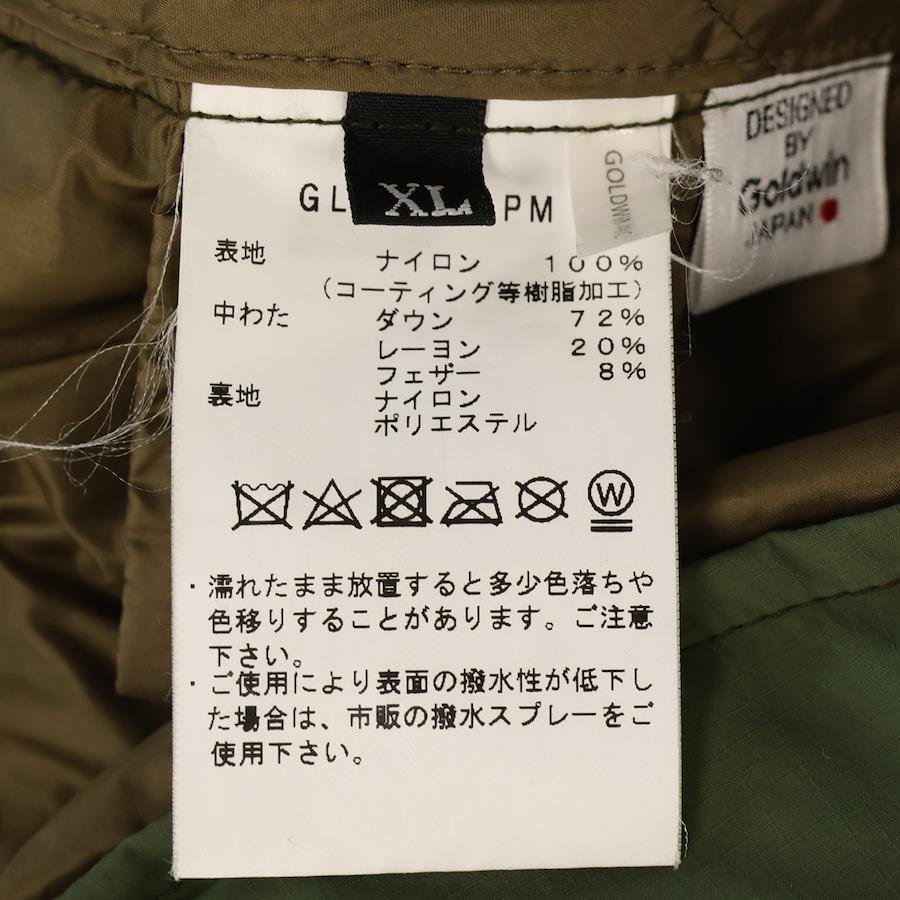 DESIGNED
BY
Goldwin
JAPAN
XL
GL PM
表地 ナイロン 100%
(コーティング等樹脂加工)
中わた ダウン 72%
レーヨン 20%
フェザー 8%
裏地 ナイロン
ポリエステル
W
・濡れたまま放置すると多少色落ちや
色移りすることがあります。ご注意
下さい。
・ご使用により表面の撥水性が低下し
た場合は、市販の撥水スプレーをご
使用下さい。